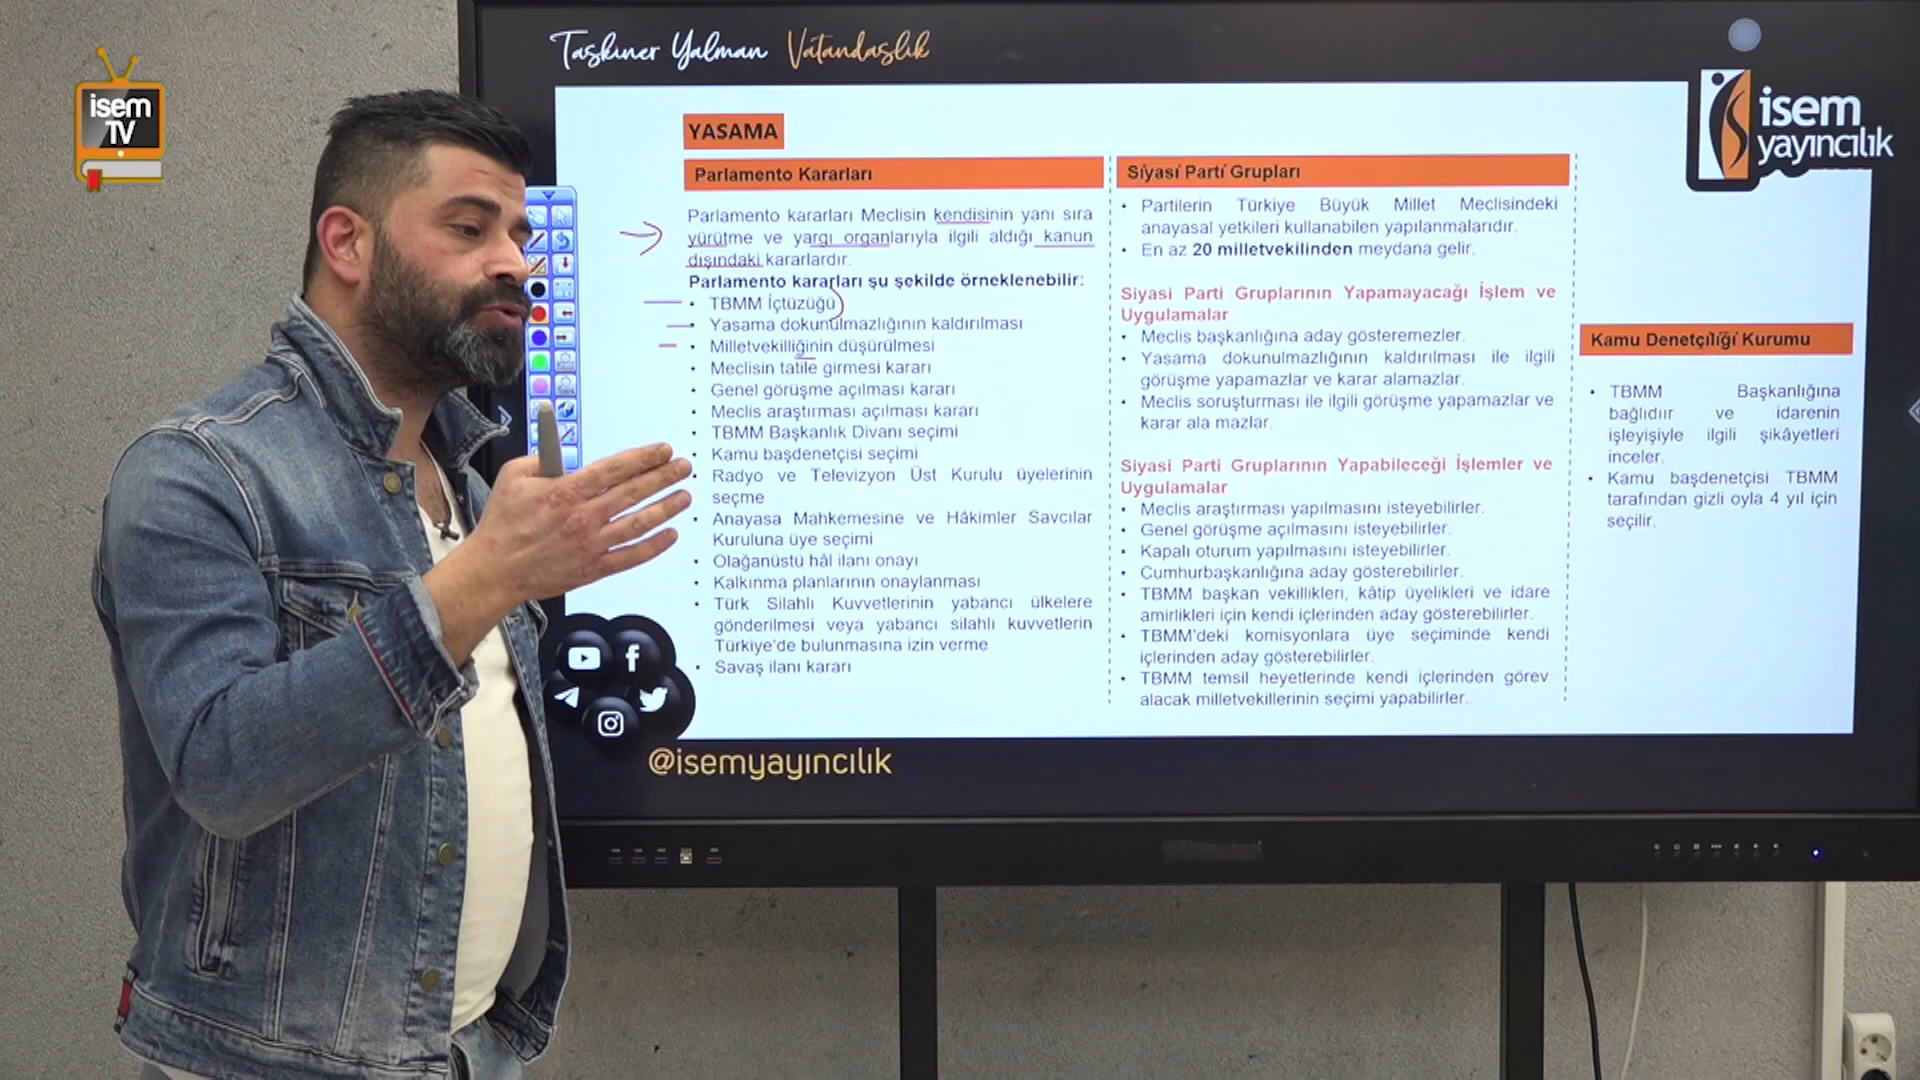 isem
TV
Taşkıner Yalman Vatandaşlık
isem
yayıncılık
YASAMA
Parlamento Kararları
Parlamento kararları Meclisin kendisinin yanı sıra
yürütme ve yargı organlarıyla ilgili aldığı kanun
dışındaki kararlardır.
Parlamento kararları şu şekilde örneklenebilir:
• TBMM İçtüzüğü
• Yasama dokunulmazlığının kaldırılması
• Milletvekilliğinin düşürülmesi
• Meclisin tatile girmesi kararı
• Genel görüşme açılması kararı
• Meclis araştırması açılması kararı
• TBMM Başkanlık Divanı seçimi
• Kamu başdenetçisi seçimi
• Radyo ve Televizyon Üst Kurulu üyelerinin
seçme
• Anayasa Mahkemesine ve Hâkimler Savcılar
Kuruluna üye seçimi
• Olağanüstü hâl ilanı onayı
• Kalkınma planlarının onaylanması
• Türk Silahlı Kuvvetlerinin yabancı ülkelere
gönderilmesi veya yabancı silahlı kuvvetlerin
Türkiye'de bulunmasına izin verme
• Savaş ilanı kararı
Siyasi Parti Grupları
• Partilerin Türkiye Büyük Millet Meclisindeki
anayasal yetkileri kullanabilen yapılanmalarıdır.
• En az 20 milletvekilinden meydana gelir.
Siyasi Parti Gruplarının Yapamayacağı İşlem ve
Uygulamalar
• Meclis başkanlığına aday gösteremezler.
• Yasama dokunulmazlığının kaldırılması ile ilgili
görüşme yapamazlar ve karar alamazlar.
• Meclis soruşturması ile ilgili görüşme yapamazlar ve
karar ala mazlar.
Siyasi Parti Gruplarının Yapabileceği İşlemler ve
Uygulamalar
• Meclis araştırması yapılmasını isteyebilirler.
• Genel görüşme açılmasını isteyebilirler.
• Kapalı oturum yapılmasını isteyebilirler.
• Cumhurbaşkanlığına aday gösterebilirler.
• TBMM başkan vekillikleri, kâtip üyelikleri ve idare
amirlikleri için kendi içlerinden aday gösterebilirler.
• TBMM'deki komisyonlara üye seçiminde kendi
içlerinden aday gösterebilirler.
• TBMM temsil heyetlerinde kendi içlerinden görev
alacak milletvekillerinin seçimi yapabilirler.
Kamu Denetçiliği Kurumu
• TBMM Başkanlığına
bağlıdıır ve idarenin
işleyişiyle ilgili şikâyetleri
inceler.
• Kamu başdenetçisi TBMM
tarafından gizli oyla 4 yıl için
seçilir.
@isemyayıncılık